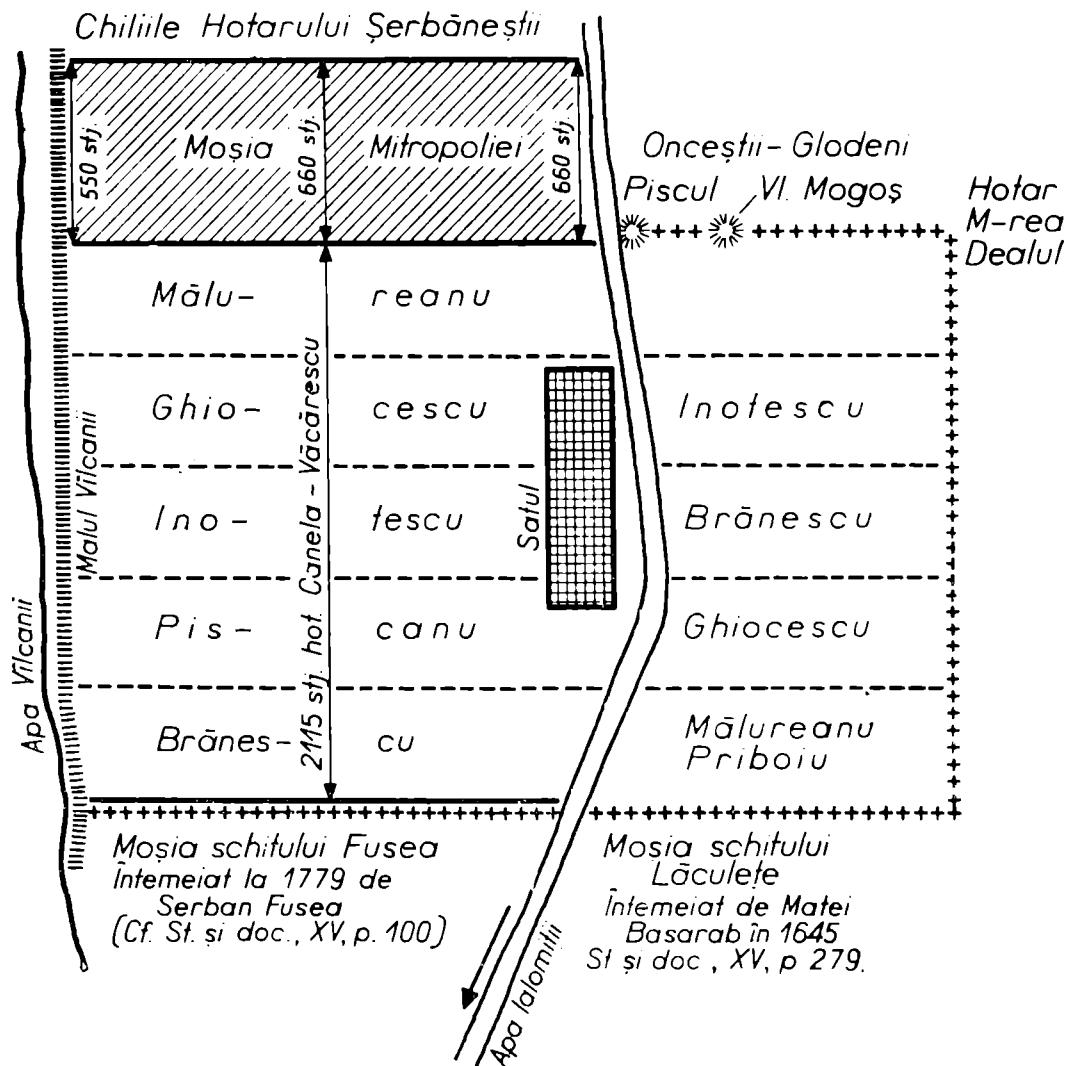 Chiliile Hotarului Şerbăneştii
550 stj.
660 stj.
660 stj.
Moşia Mitropoliei
Onceştii-Glodeni
Piscul Vl. Mogoş
Hotar
M-rea
Dealul
Mălu- reanu
Ghio- cescu
Inotescu
Ino- tescu
Brănescu
Pis- canu
Ghiocescu
Brănes- cu
Mălureanu
Priboiu
2115 stj. hot. Canela-Văcărescu
Satul
Malul Vîlcanii
Apa Vîlcanii
Moşia schitului Fusea
Întemeiat la 1779 de
Serban Fusea
(Cf. St. şi doc., XV, p. 100)
Moşia schitului
Lăculeţe
Întemeiat de Matei
Basarab în 1645
St şi doc., XV, p 279.
Apa Ialomitii